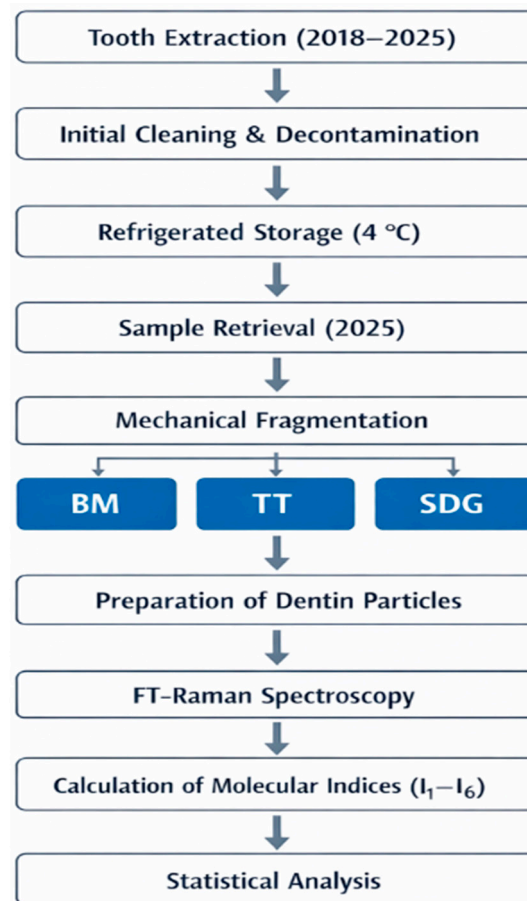 Tooth Extraction (2018–2025)
Initial Cleaning & Decontamination
Refrigerated Storage (4 °C)
Sample Retrieval (2025)
Mechanical Fragmentation
BM TT SDG
Preparation of Dentin Particles
FT-Raman Spectroscopy
Calculation of Molecular Indices (I₁–I₆)
Statistical Analysis